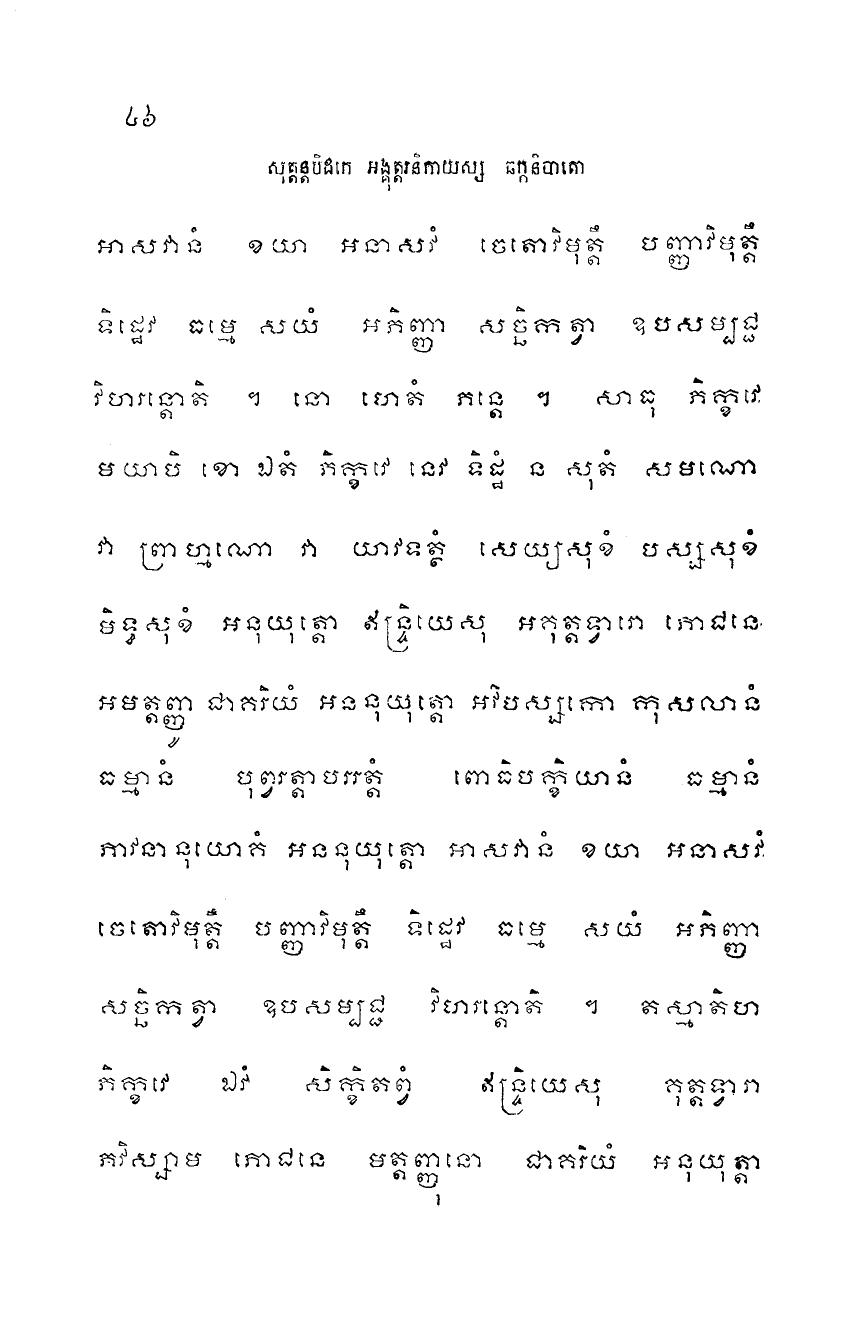 ៤៦
សុត្តន្តបិដកេ អង្គុត្តរនិកាយស្ស ឆក្កនិបាតោ
អាសវានំ ខយា អនាសវំ ចេតោវិមុត្តឹ បញ្ញាវិមុត្តឹ
ទិដ្ឋេវ ធម្មេ សយំ អភិញ្ញា សច្ឆិកត្វា ឧបសម្បជ្ជ
វិហរន្តោតិ ។ នោ ហេតំ ភន្តេ ។ សាធុ ភិក្ខវេ
មយាបិ ខោ ឯតំ ភិក្ខវេ នេវ ទិដ្ឋំ ន សុតំ សមណោ
វា ព្រាហ្មណោ វា យាវទត្ថំ សេយ្យសុខំ បស្សសុខំ
មិទ្ធសុខំ អនុយុត្តោ ឥន្ទ្រិយេសុ អគុត្តទ្វារោ ភោជនេ
អមត្តញ្ញូ ជាគរិយំ អននុយុត្តោ អវិបស្សកោ កុសលានំ
ធម្មានំ បុព្វរត្តាបររត្តំ ពោធិបក្ខិយានំ ធម្មានំ
ភាវនានុយោគំ អននុយុត្តោ អាសវានំ ខយា អនាសវំ
ចេតោវិមុត្តឹ បញ្ញាវិមុត្តឹ ទិដ្ឋេវ ធម្មេ សយំ អភិញ្ញា
សច្ឆិកត្វា ឧបសម្បជ្ជ វិហរន្តោតិ ។ តស្មាតិហ
ភិក្ខវេ ឯវំ សិក្ខិតព្វំ ឥន្ទ្រិយេសុ គុត្តទ្វារា
ភវិស្សាម ភោជនេ មត្តញ្ញុនោ ជាគរិយំ អនុយុត្តា